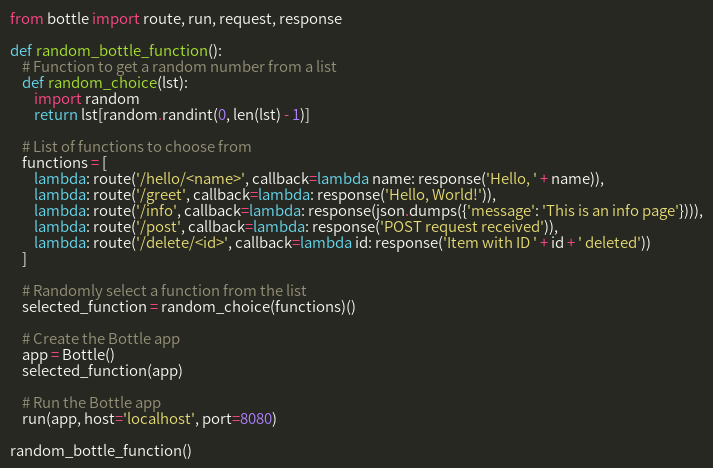 from bottle import route, run, request, response
def random_bottle_function():
# Function to get a random number from a list
def random_choice(lst):
import random
return lst[random.randint(0, len(lst) - 1)]
# List of functions to choose from
functions = [
lambda: route('/hello/<name>', callback=lambda name: response('Hello, ' + name)),
lambda: route('/greet', callback=lambda: response('Hello, World!')),
lambda: route('/info', callback=lambda: response(json.dumps({'message': 'This is an info page'}))),
lambda: route('/post', callback=lambda: response('POST request received')),
lambda: route('/delete/<id>', callback=lambda id: response('Item with ID ' + id + ' deleted'))
]
# Randomly select a function from the list
selected_function = random_choice(functions)()
# Create the Bottle app
app = Bottle()
selected_function(app)
# Run the Bottle app
run(app, host='localhost', port=8080)
random_bottle_function()